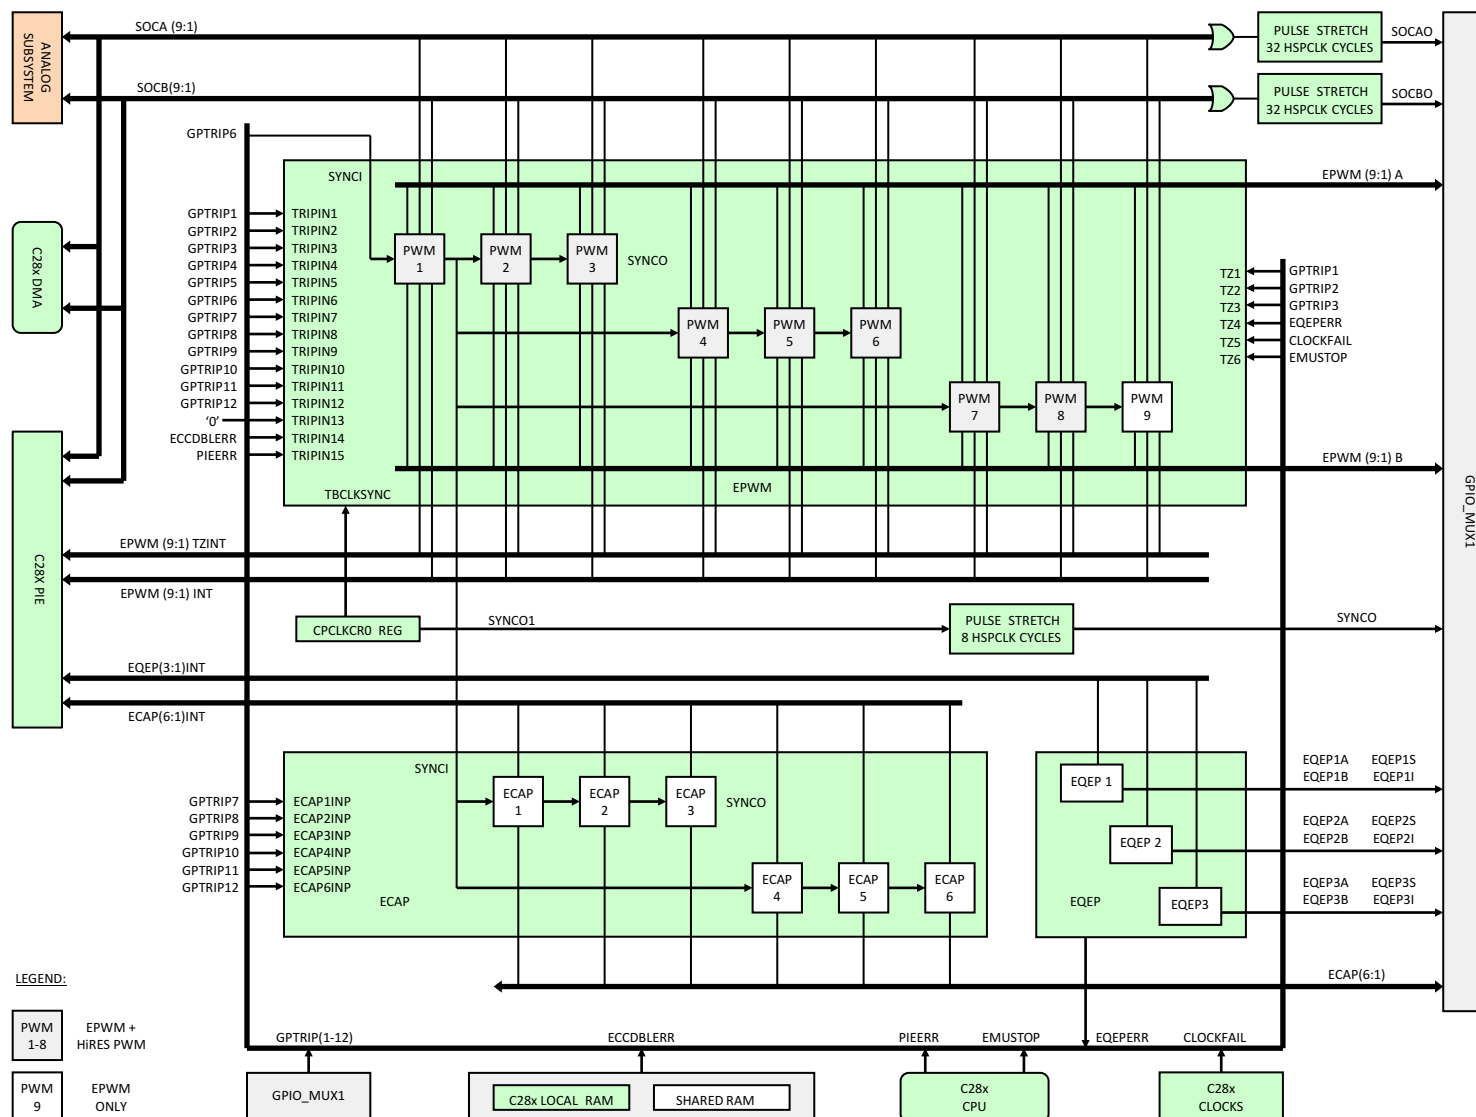 ANALOG
SUBSYSTEM
SOCA (9:1)
PULSE STRETCH
32 HSPCLK CYCLES
SOCAO
SOCB(9:1)
PULSE STRETCH
32 HSPCLK CYCLES
SOCBO
GPTRIP6
SYNCI
EPWM (9:1) A
C28x DMA
GPTRIP1
GPTRIP2
GPTRIP3
GPTRIP4
GPTRIP5
GPTRIP6
GPTRIP7
GPTRIP8
GPTRIP9
GPTRIP10
GPTRIP11
GPTRIP12
‘0’
ECCDBLERR
PIEERR
TRIPIN1
TRIPIN2
TRIPIN3
TRIPIN4
TRIPIN5
TRIPIN6
TRIPIN7
TRIPIN8
TRIPIN9
TRIPIN10
TRIPIN11
TRIPIN12
TRIPIN13
TRIPIN14
TRIPIN15
PWM
1
PWM
2
PWM
3
SYNCO
PWM
4
PWM
5
PWM
6
PWM
7
PWM
8
PWM
9
TZ1
TZ2
TZ3
TZ4
TZ5
TZ6
GPTRIP1
GPTRIP2
GPTRIP3
EQEPERR
CLOCKFAIL
EMUSTOP
EPWM (9:1) B
EPWM
TBCLKSYNC
GPIO_MUX1
C28X PIE
EPWM (9:1) TZINT
EPWM (9:1) INT
CPCLKCR0 REG
SYNCO1
PULSE STRETCH
8 HSPCLK CYCLES
SYNCO
EQEP(3:1)INT
ECAP(6:1)INT
SYNCI
GPTRIP7
GPTRIP8
GPTRIP9
GPTRIP10
GPTRIP11
GPTRIP12
ECAP1INP
ECAP2INP
ECAP3INP
ECAP4INP
ECAP5INP
ECAP6INP
ECAP
1
ECAP
2
ECAP
3
SYNCO
ECAP
4
ECAP
5
ECAP
6
ECAP
EQEP 1
EQEP 2
EQEP3
EQEP
EQEP1A EQEP1S
EQEP1B EQEP1I
EQEP2A EQEP2S
EQEP2B EQEP2I
EQEP3A EQEP3S
EQEP3B EQEP3I
ECAP(6:1)
LEGEND:
PWM
1-8
EPWM +
HiRES PWM
PWM
9
EPWM
ONLY
GPTRIP(1-12)
ECCDBLERR
PIEERR
EMUSTOP
EQEPERR
CLOCKFAIL
GPIO_MUX1
C28x LOCAL RAM
SHARED RAM
C28x
CPU
C28x
CLOCKS